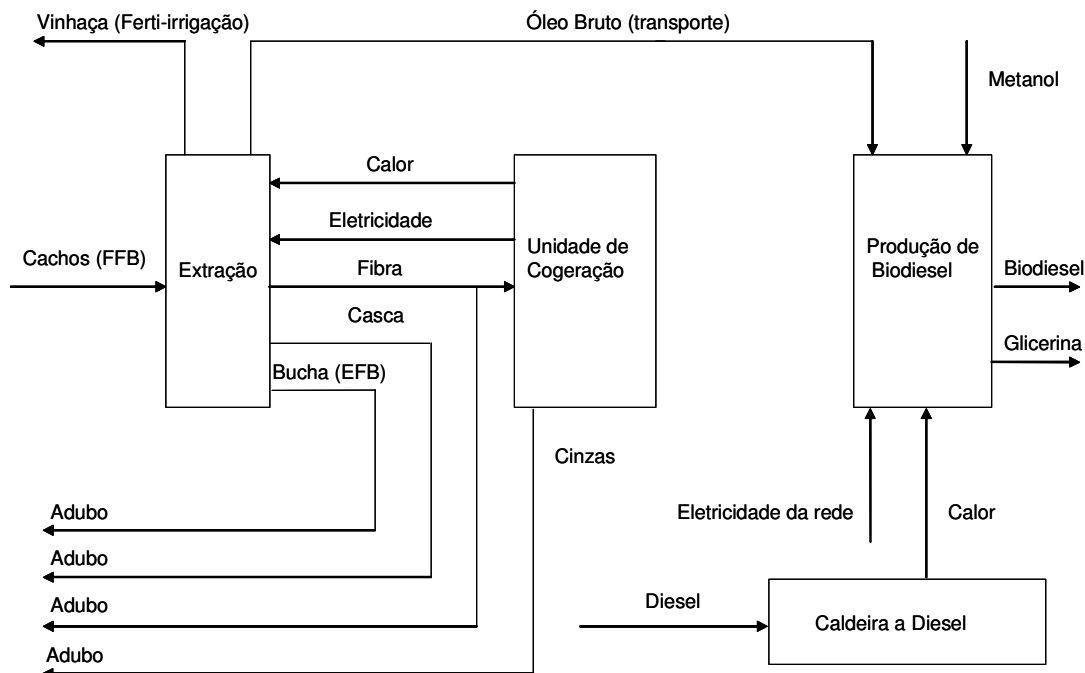 Vinhaça (Ferti-irrigação)
Óleo Bruto (transporte)
Metanol
Calor
Eletricidade
Cachos (FFB)
Extração
Fibra
Unidade de
Cogeração
Produção de
Biodiesel
Biodiesel
Casca
Glicerina
Bucha (EFB)
Cinzas
Adubo
Eletricidade da rede
Calor
Adubo
Adubo
Diesel
Caldeira a Diesel
Adubo